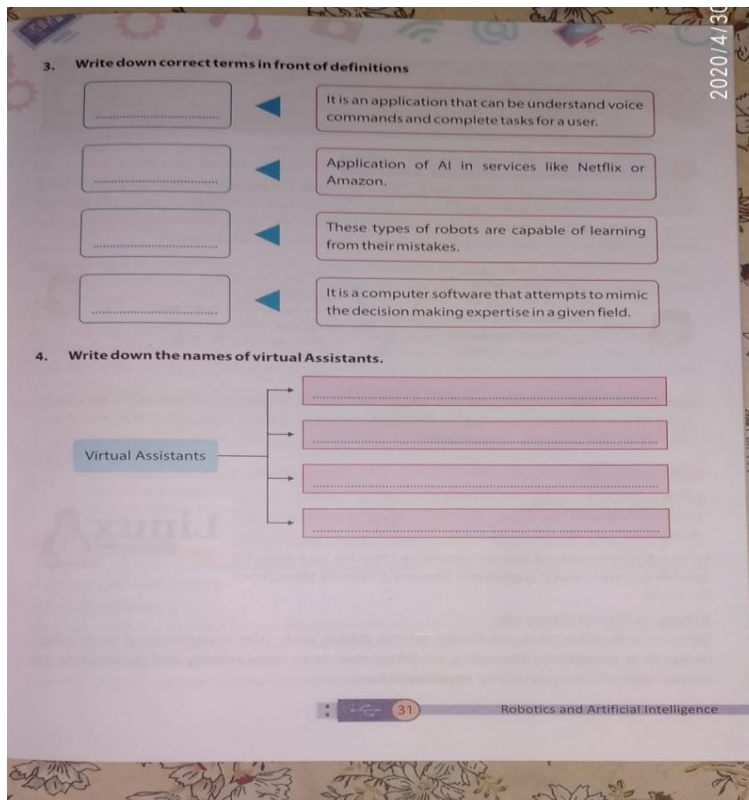 2020/4/30
3. Write down correct terms in front of definitions
It is an application that can be understand voice
commands and complete tasks for a user.
Application of AI in services like Netflix or
Amazon.
These types of robots are capable of learning
from their mistakes.
It is a computer software that attempts to mimic
the decision making expertise in a given field.
4. Write down the names of virtual Assistants.
Virtual Assistants
31
Robotics and Artificial Intelligence